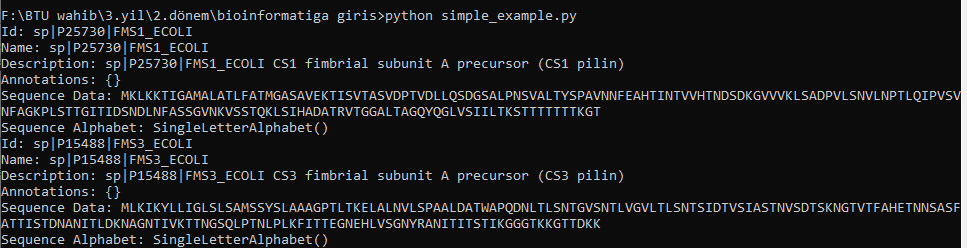 F:\BTU wahib\3.yil\2.dönem\bioinformatiga giris>python simple_example.py
Id: sp|P25730|FMS1_ECOLI
Name: sp|P25730|FMS1_ECOLI
Description: sp|P25730|FMS1_ECOLI CS1 fimbrial subunit A precursor (CS1 pilin)
Annotations: {}
Sequence Data: MKLKKTIGAMALATLFATMGASAVEKTISVTASVDPTVDLLQSDGSALPNSVALTYSPAVNNFEAHTINTVVHTNDSDKGVVVKLSADPVLSNVLNPTLQIPVSV
NFAGKPLSTTGITIDSNDLNFASSGVNKVSSTQKLSIHADATRVTGGALTAGQYQGLVSIILTKSTTTTTTTKGT
Sequence Alphabet: SingleLetterAlphabet()
Id: sp|P15488|FMS3_ECOLI
Name: sp|P15488|FMS3_ECOLI
Description: sp|P15488|FMS3_ECOLI CS3 fimbrial subunit A precursor (CS3 pilin)
Annotations: {}
Sequence Data: MLKIKYLLIGLSLSAMSSYSLAAAGPTLTKELALNVLSPAALDATWAPQDNLTLSNTGVSNTLVGVLTLSNTSIDTVSIASTNVSDTSKNGTVTFAHETNNSASF
ATTISTDNANITLDKNAGNTIVKTTNGSQLPTNLPLKFITTEGNEHLVSGNYRANITITSTIKGGGTKKGTTDKK
Sequence Alphabet: SingleLetterAlphabet()